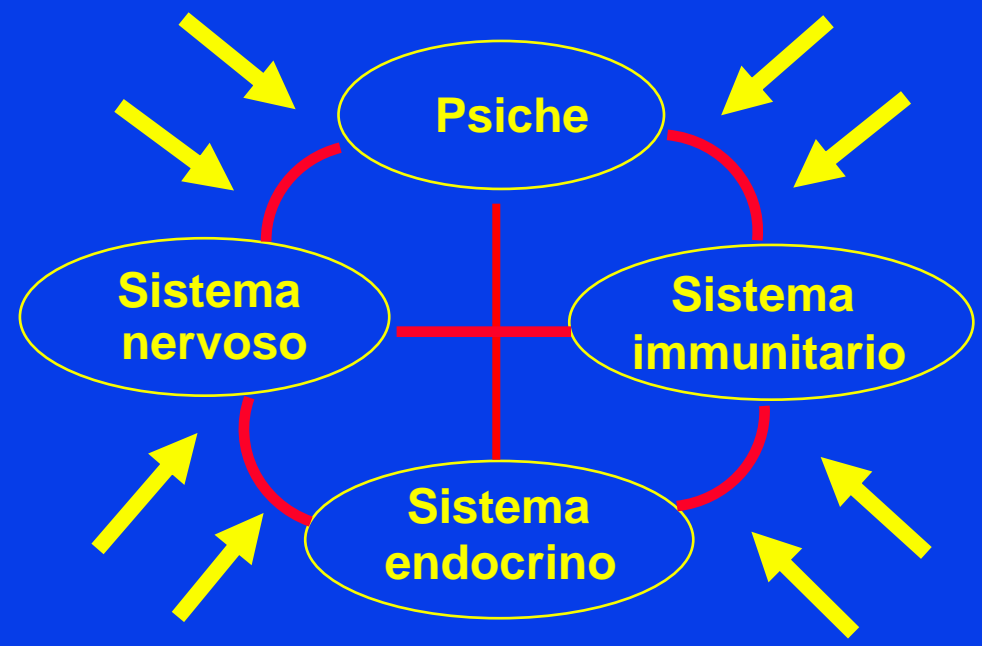 Psiche
Sistema
nervoso
Sistema
immunitario
Sistema
endocrino